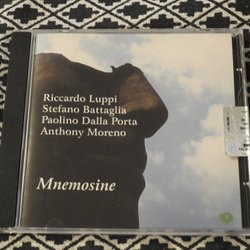 Riccardo Luppi
Stefano Battaglia
Paolino Dalla Porta
Anthony Moreno
Mnemosine